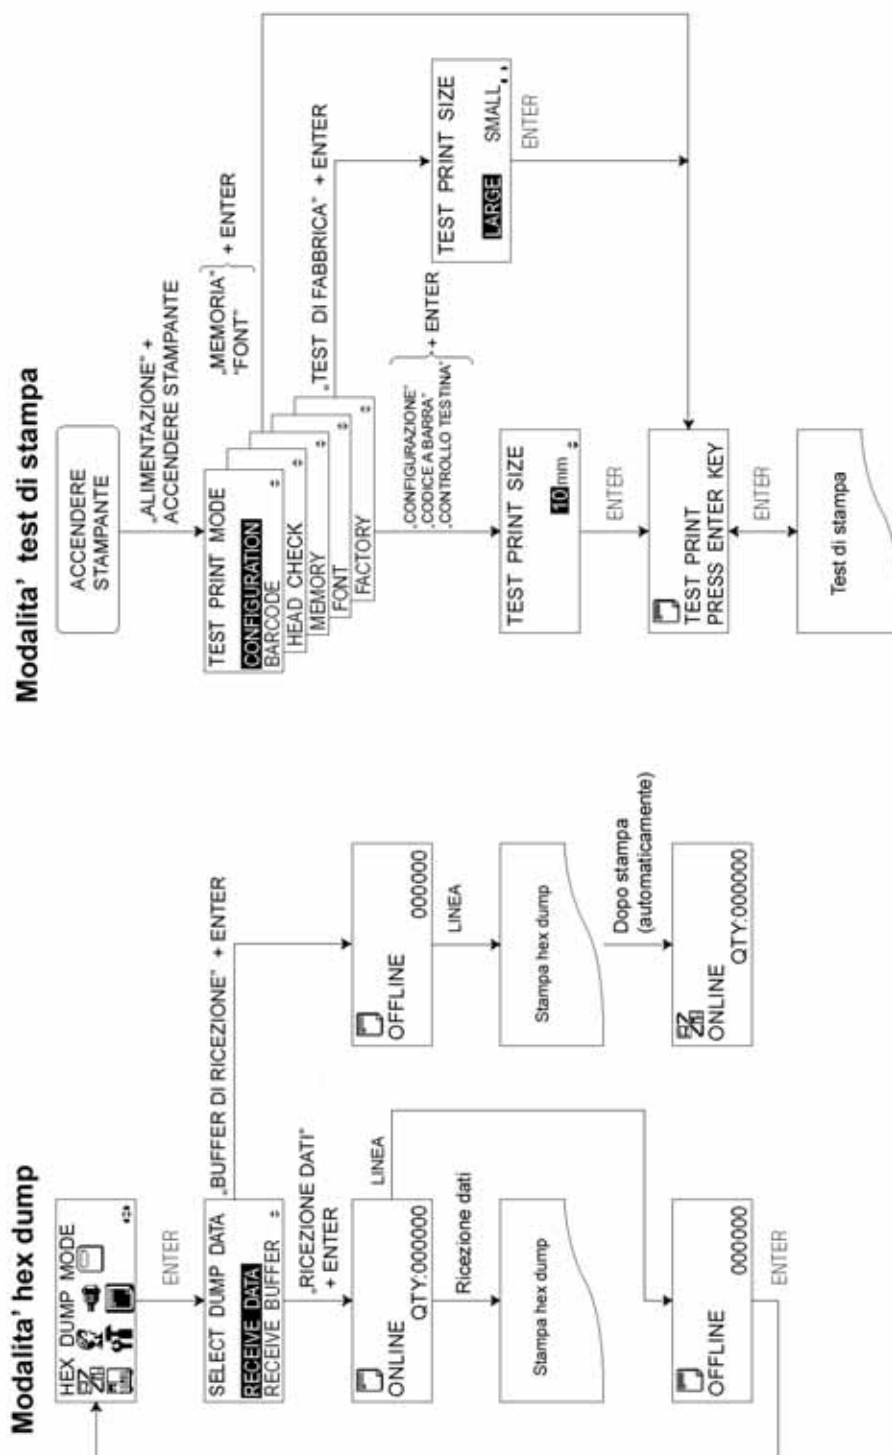 Modalita' hex dump
HEX DUMP MODE
ENTER
SELECT DUMP DATA
RECEIVE DATA
RECEIVE BUFFER
„BUFFER DI RICEZIONE" + ENTER
„RICEZIONE DATI"
+ ENTER
ONLINE
QTY:000000
LINEA
Ricezione dati
Stampa hex dump
OFFLINE
000000
ENTER
OFFLINE
000000
LINEA
Stampa hex dump
Dopo stampa
(automaticamente)
ONLINE
QTY:000000
Modalita' test di stampa
ACCENDERE
STAMPANTE
„ALIMENTAZIONE" +
ACCENDERE STAMPANTE
TEST PRINT MODE
CONFIGURATION
BARCODE
HEAD CHECK
MEMORY
FONT
FACTORY
„MEMORIA"
"FONT"
+ ENTER
„TEST DI FABBRICA" + ENTER
„CONFIGURAZIONE"
„CODICE A BARRA"
„CONTROLLO TESTINA"
+ ENTER
TEST PRINT SIZE
LARGE SMALL
ENTER
TEST PRINT SIZE
10mm
ENTER
TEST PRINT
PRESS ENTER KEY
ENTER
Test di stampa